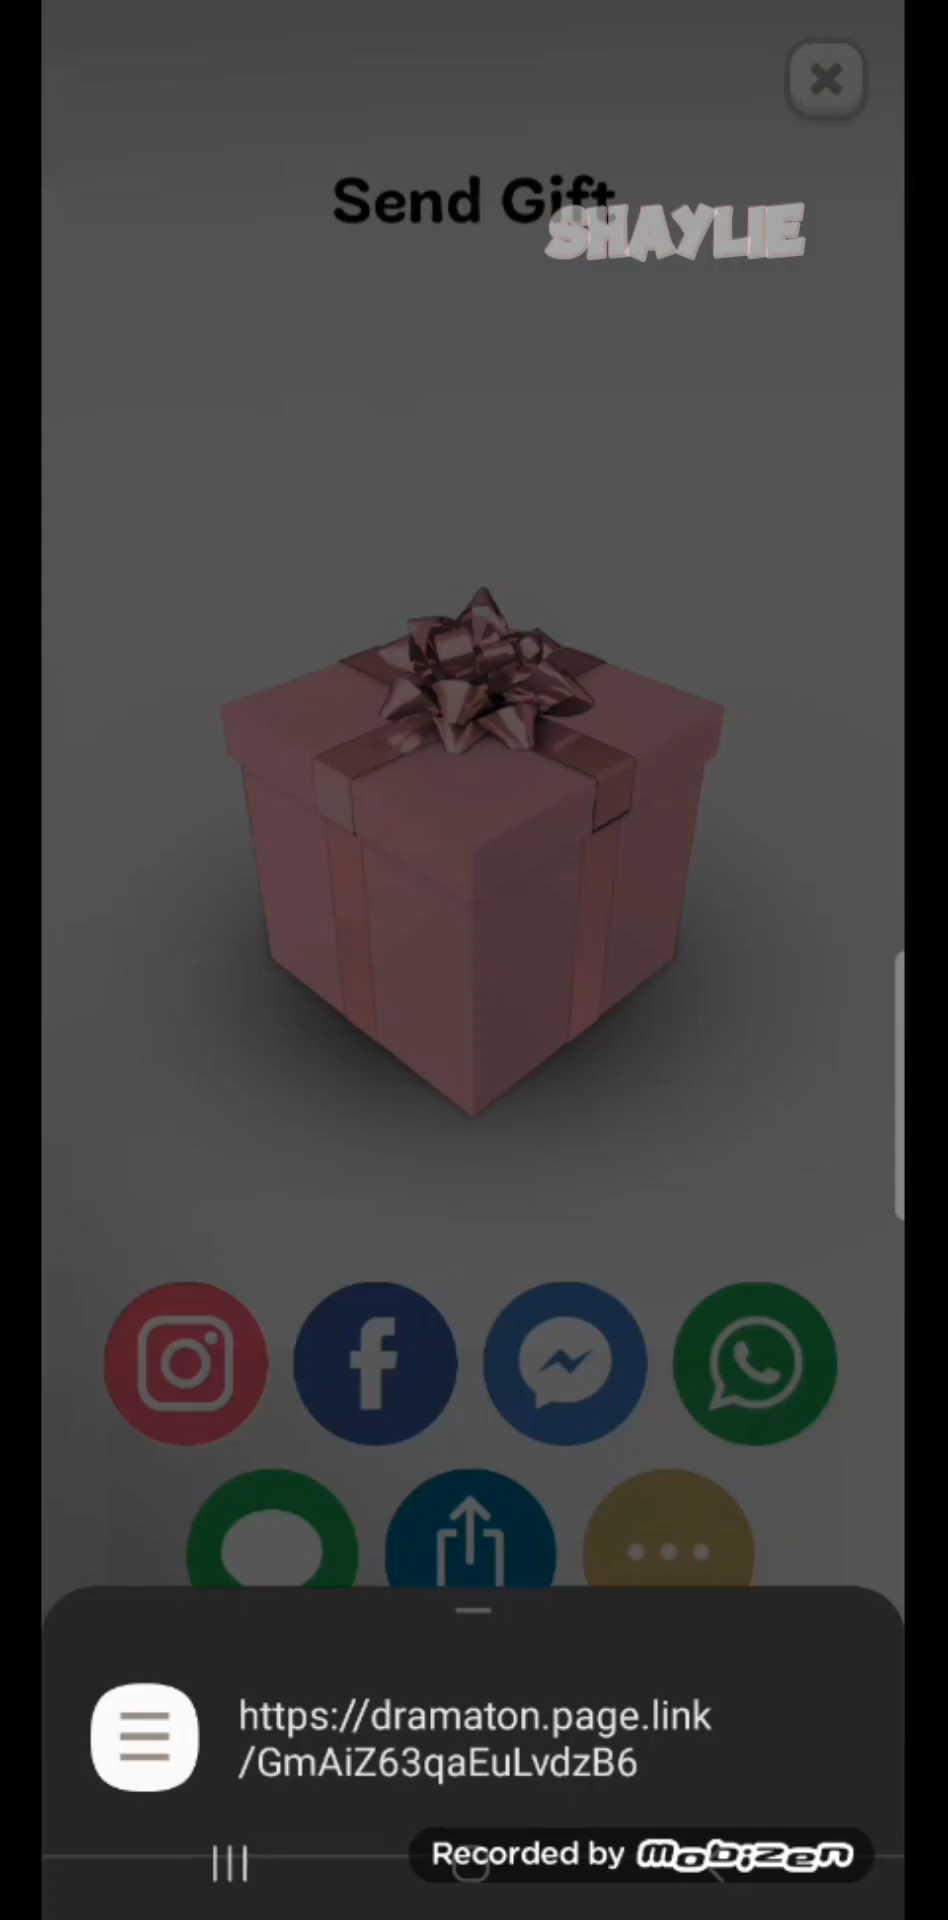 Send Gift
SHAYLIE
https://dramaton.page.link
/GmAiZ63qaEuLvdzB6
Recorded by mobizen